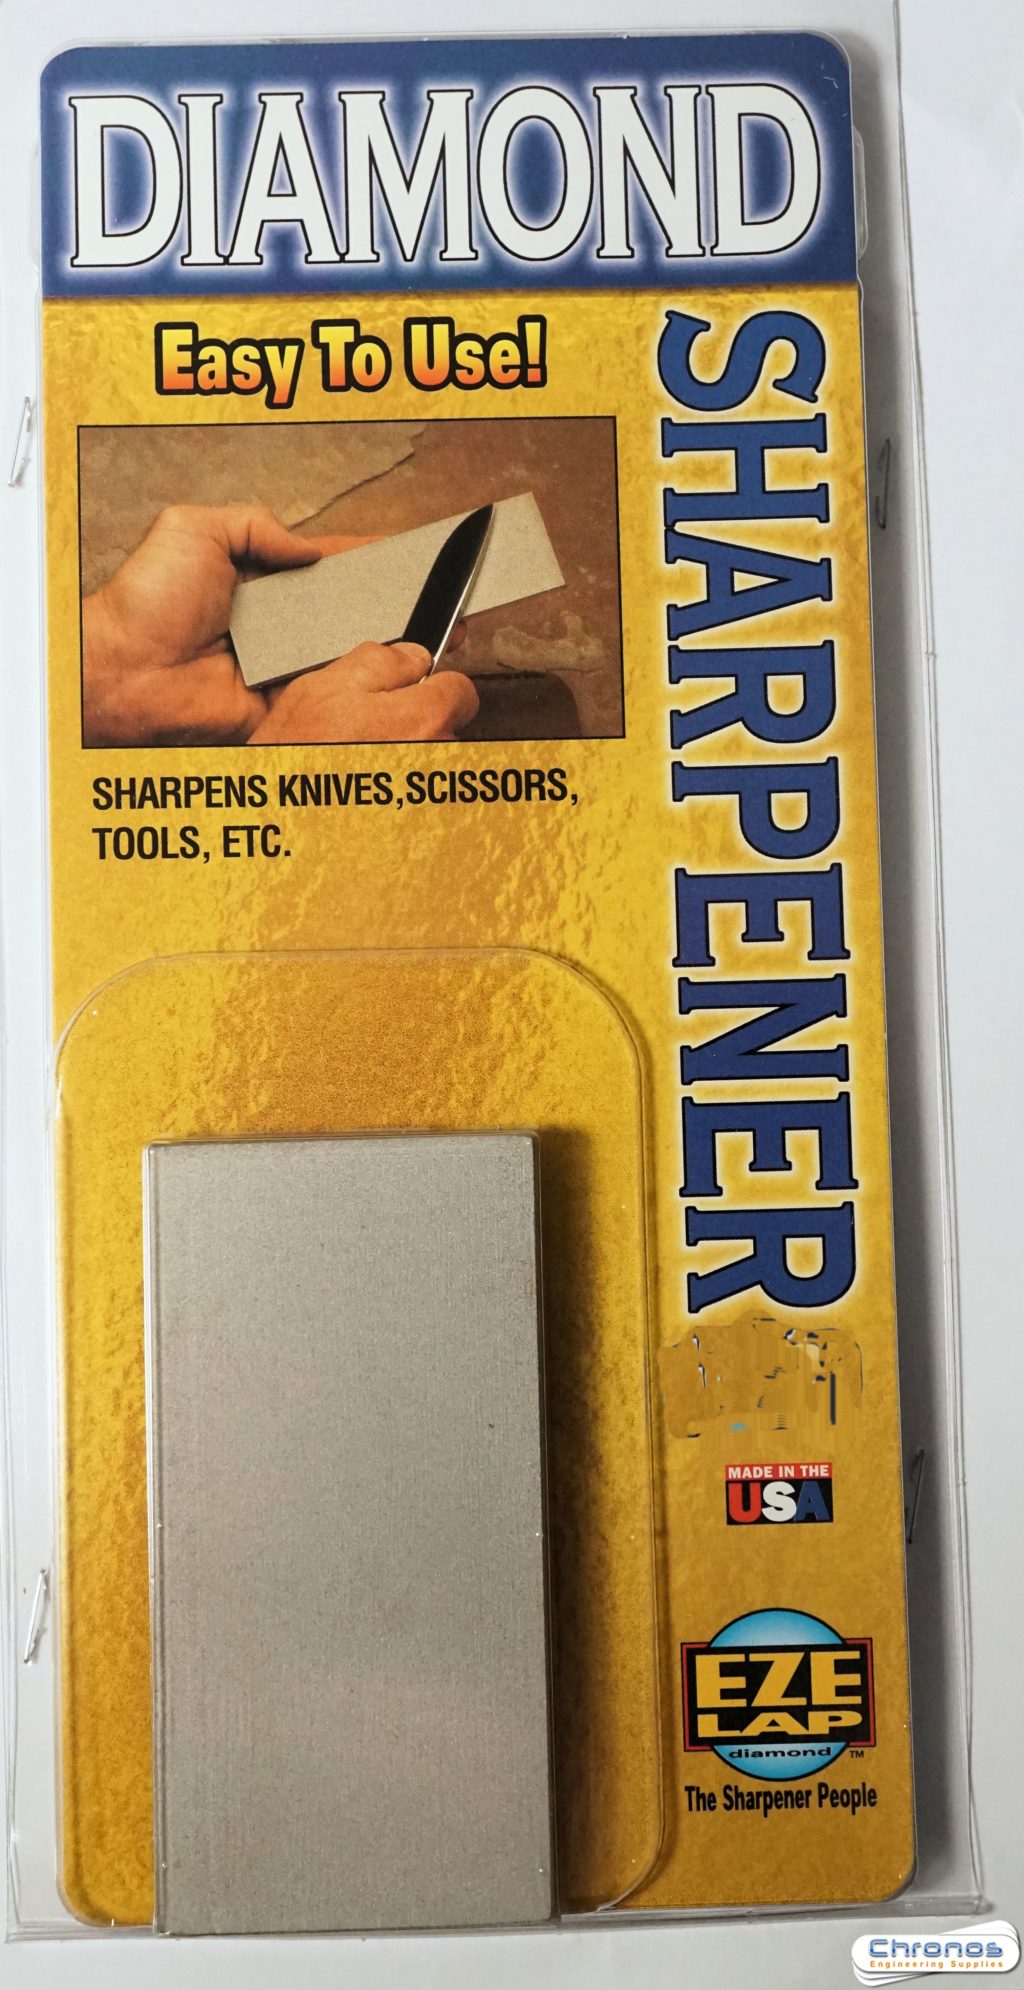 DIAMOND
Easy To Use!
SHARPENER
SHARPENS KNIVES,SCISSORS,
TOOLS, ETC.
MADE IN THE
USA
EZE
LAP
diamond ™
The Sharpener People
Chronos
Engineering Supplies